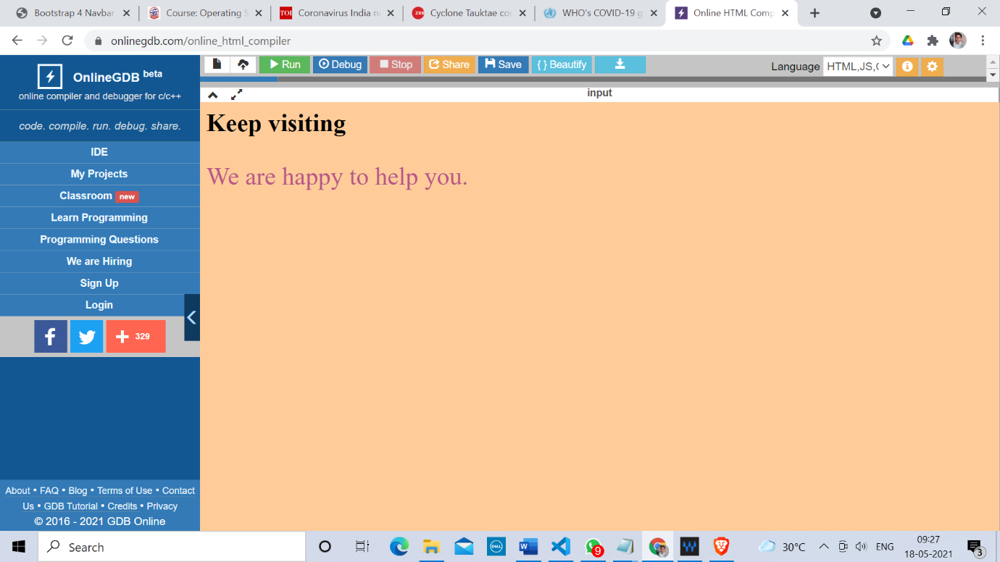 Bootstrap 4 Navbar
Course: Operating S
TOI Coronavirus India n
ZEE Cyclone Tauktae co
WHO's COVID-19 g
Online HTML Comp
onlinegdb.com/online_html_compiler
OnlineGDB beta
online compiler and debugger for c/c++
code. compile. run. debug. share.
IDE
My Projects
Classroom new
Learn Programming
Programming Questions
We are Hiring
Sign Up
Login
329
About • FAQ • Blog • Terms of Use • Contact
Us • GDB Tutorial • Credits • Privacy
© 2016 - 2021 GDB Online
Run Debug Stop Share Save { } Beautify
Language HTML,JS,C
input
Keep visiting
We are happy to help you.
Search
DELL
9
30°C
ENG
09:27
18-05-2021
3